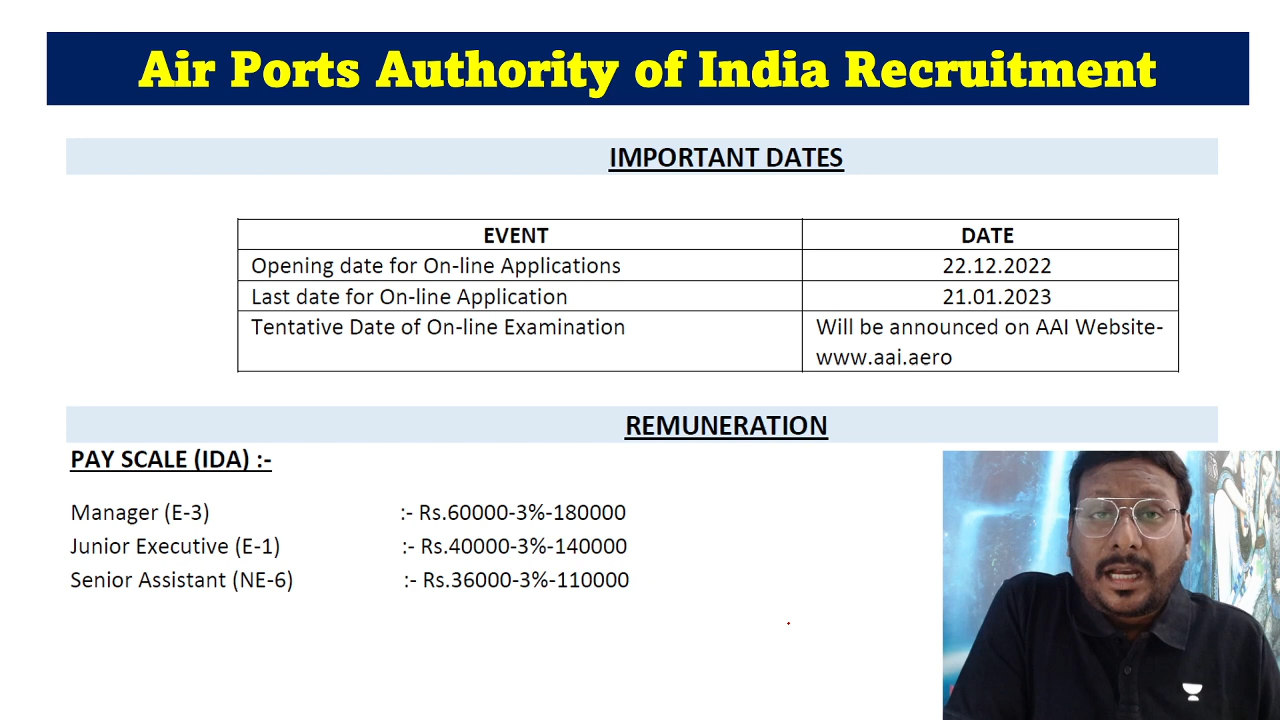 Air Ports Authority of India Recruitment
IMPORTANT DATES
EVENT DATE
Opening date for On-line Applications 22.12.2022
Last date for On-line Application 21.01.2023
Tentative Date of On-line Examination Will be announced on AAI Website-
www.aai.aero
REMUNERATION
PAY SCALE (IDA) :-
Manager (E-3) :- Rs.60000-3%-180000
Junior Executive (E-1) :- Rs.40000-3%-140000
Senior Assistant (NE-6) :- Rs.36000-3%-110000